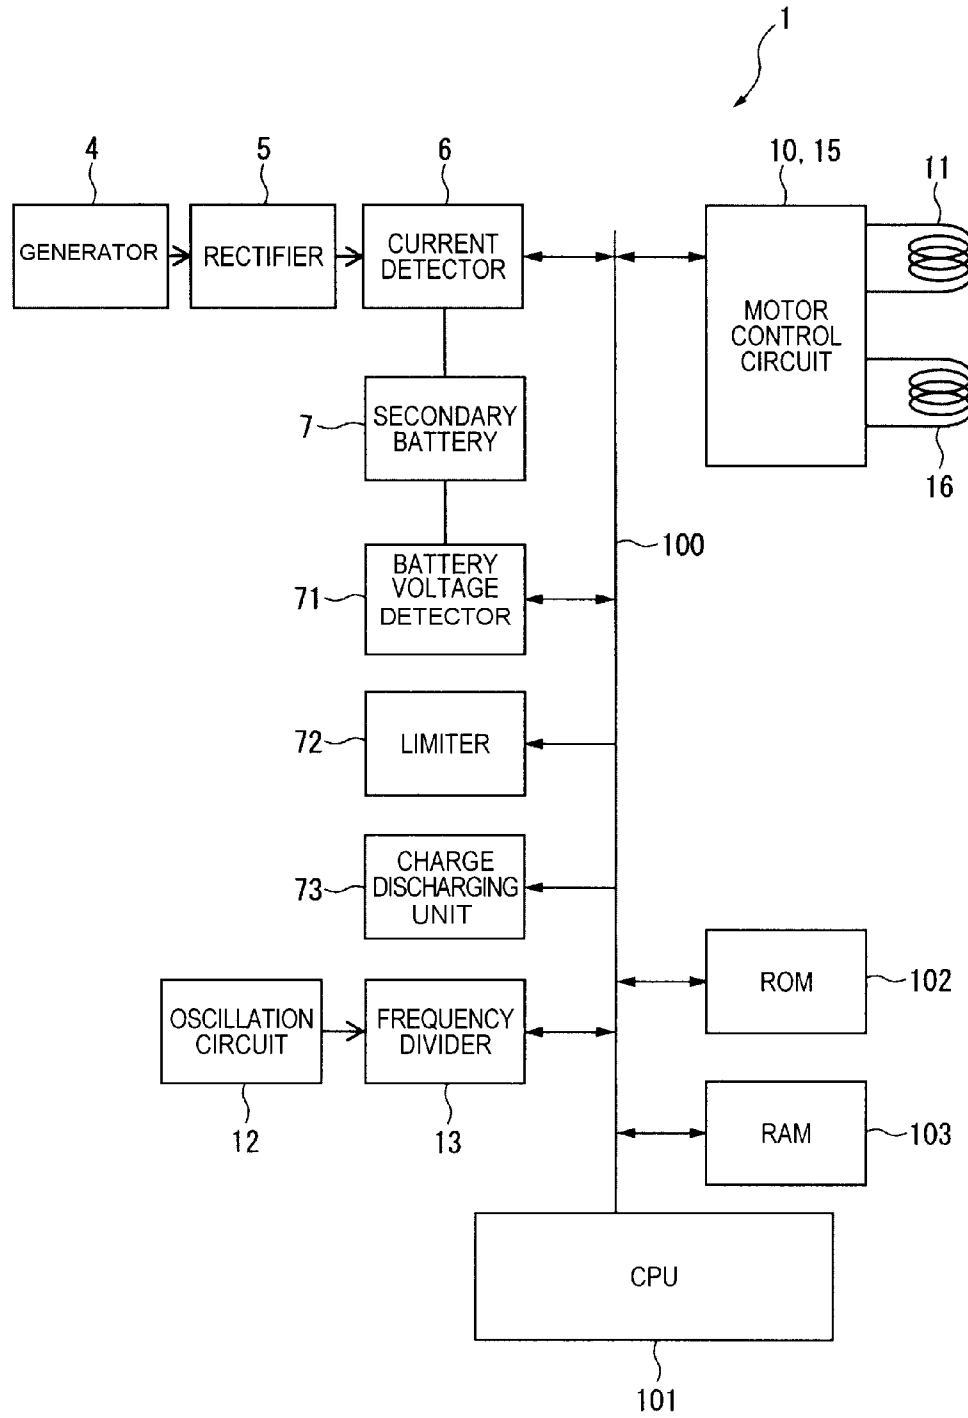 1
4
5
6
10, 15
11
GENERATOR
RECTIFIER
CURRENT
DETECTOR
MOTOR
CONTROL
CIRCUIT
7
SECONDARY
BATTERY
16
100
71
BATTERY
VOLTAGE
DETECTOR
72
LIMITER
73
CHARGE
DISCHARGING
UNIT
ROM
102
OSCILLATION
CIRCUIT
FREQUENCY
DIVIDER
12
13
RAM
103
CPU
101